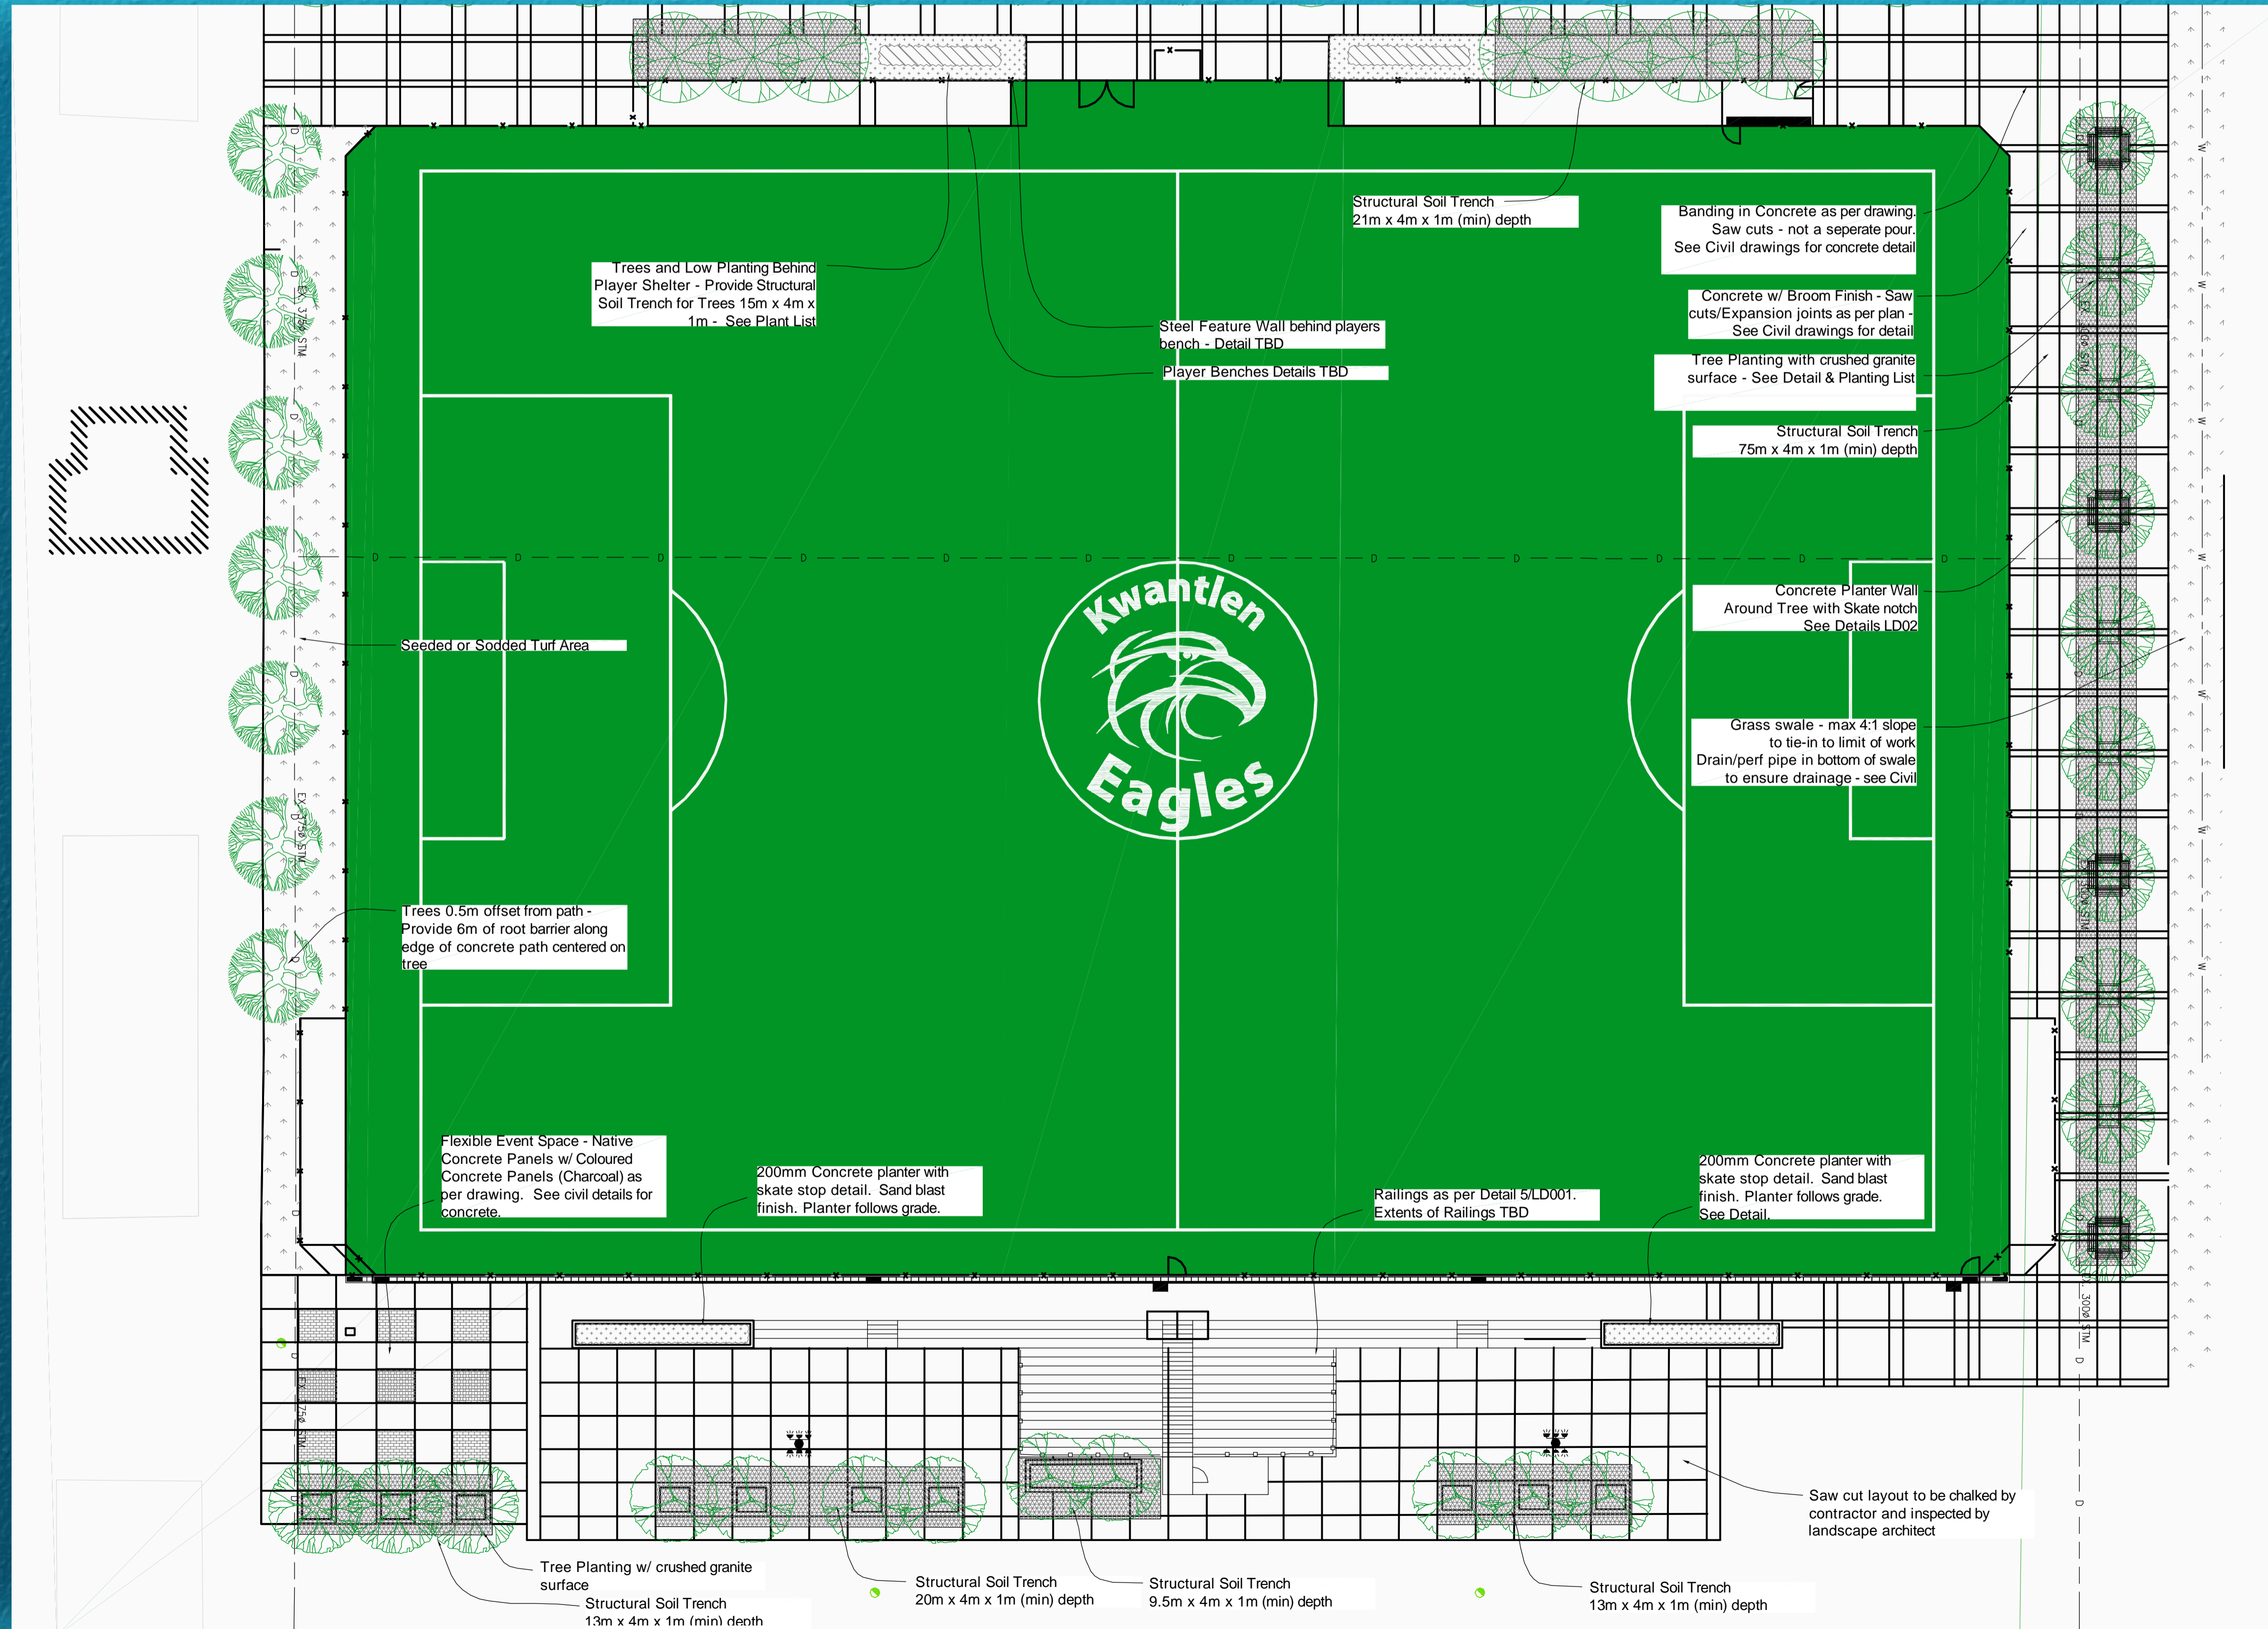 Structural Soil Trench
21m x 4m x 1m (min) depth
Banding in Concrete as per drawing.
Saw cuts - not a seperate pour.
See Civil drawings for concrete detail
Trees and Low Planting Behind
Player Shelter - Provide Structural
Soil Trench for Trees 15m x 4m x
1m - See Plant List
Concrete w/ Broom Finish - Saw
cuts/Expansion joints as per plan -
See Civil drawings for detail
Steel Feature Wall behind players
bench - Detail TBD
Player Benches Details TBD
Tree Planting with crushed granite
surface - See Detail & Planting List
Structural Soil Trench
75m x 4m x 1m (min) depth
D D D D D D D D D D D D
Kwantlen
Eagles
Concrete Planter Wall
Around Tree with Skate notch
See Details LD02
Seeded or Sodded Turf Area
Grass swale - max 4:1 slope
to tie-in to limit of work
Drain/perf pipe in bottom of swale
to ensure drainage - see Civil
Trees 0.5m offset from path -
Provide 6m of root barrier along
edge of concrete path centered on
tree
Flexible Event Space - Native
Concrete Panels w/ Coloured
Concrete Panels (Charcoal) as
per drawing. See civil details for
concrete.
200mm Concrete planter with
skate stop detail. Sand blast
finish. Planter follows grade.
Railings as per Detail 5/LD001.
Extents of Railings TBD
200mm Concrete planter with
skate stop detail. Sand blast
finish. Planter follows grade.
See Detail.
EX. 375ø STM
EX. 375ø STM
EX. 375ø STM
300ø STM
W W W W W W W W
Saw cut layout to be chalked by
contractor and inspected by
landscape architect
Tree Planting w/ crushed granite
surface
Structural Soil Trench
13m x 4m x 1m (min) depth
Structural Soil Trench
20m x 4m x 1m (min) depth
Structural Soil Trench
9.5m x 4m x 1m (min) depth
Structural Soil Trench
13m x 4m x 1m (min) depth